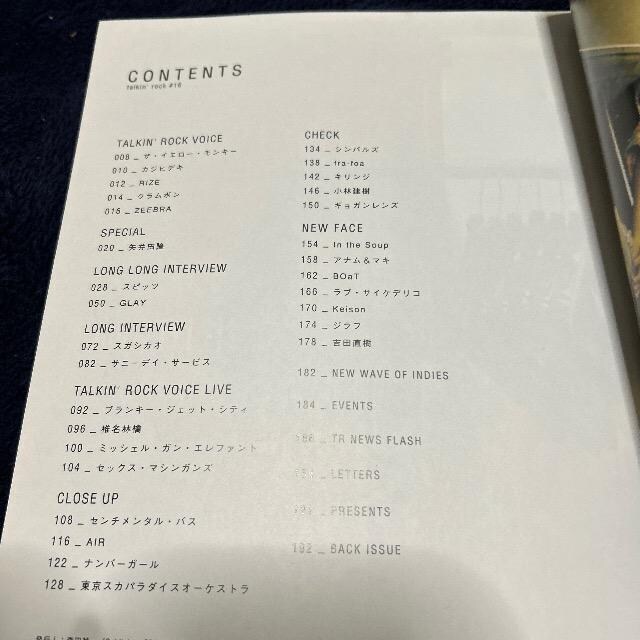 CONTENTS
talkin' rock #16
TALKIN' ROCK VOICE
008 _ ザ・イエロー・モンキー
010 _ カジヒデキ
012 _ RIZE
014 _ クラムボン
016 _ ZEEBRA
SPECIAL
020 _ 矢井田瞳
LONG LONG INTERVIEW
028 _ スピッツ
050 _ GLAY
LONG INTERVIEW
072 _ スガシカオ
082 _ サニーデイ・サービス
TALKIN' ROCK VOICE LIVE
092 _ ブランキー・ジェット・シティ
096 _ 椎名林檎
100 _ ミッシェル・ガン・エレファント
104 _ セックス・マシンガンズ
CLOSE UP
108 _ センチメンタル・バス
116 _ AIR
122 _ ナンバーガール
128 _ 東京スカパラダイスオーケストラ
CHECK
134 _ シンバルズ
138 _ fra-foa
142 _ キリンジ
146 _ 小林建樹
150 _ ギョガンレンズ
NEW FACE
154 _ In the Soup
158 _ アナム&マキ
162 _ BOaT
166 _ ラブ・サイケデリコ
170 _ Keison
174 _ ジラフ
178 _ 吉田直樹
182 _ NEW WAVE OF INDIES
184 _ EVENTS
_ TR NEWS FLASH
_ LETTERS
_ PRESENTS
192 _ BACK ISSUE